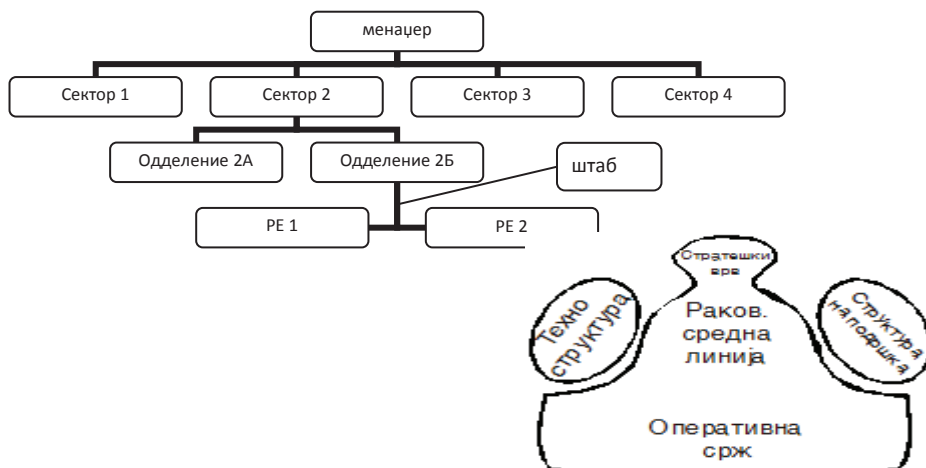 менаџер
Сектор 1
Сектор 2
Сектор 3
Сектор 4
Одделение 2А
Одделение 2Б
штаб
РЕ 1
РЕ 2
Стратешки
врв
Техно
структура
Раков.
средна
линија
Структура
на подршка
Оперативна
срж